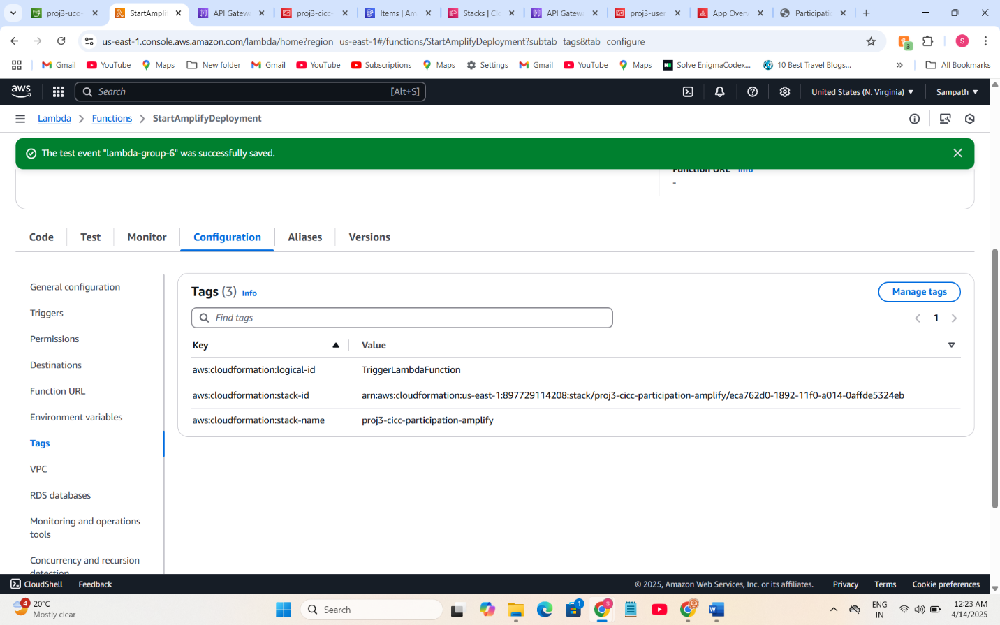 proj3-uco
StartAmpli
API Gatew
proj3-cicc-
Items | Am
Stacks | Cl
API Gatew
proj3-user
App Over
Participati
us-east-1.console.aws.amazon.com/lambda/home?region=us-east-1#/functions/StartAmplifyDeployment?subtab=tags&tab=configure
3
S
Gmail
YouTube
Maps
New folder
Gmail
YouTube
Subscriptions
Maps
Settings
Gmail
YouTube
Maps
Solve EnigmaCodex...
10 Best Travel Blogs...
All Bookmarks
aws
Search
[Alt+S]
United States (N. Virginia)
Sampath
Lambda
Functions
StartAmplifyDeployment
The test event "lambda-group-6" was successfully saved.
Function URL Info
-
Code
Test
Monitor
Configuration
Aliases
Versions
General configuration
Triggers
Permissions
Destinations
Function URL
Environment variables
Tags
VPC
RDS databases
Monitoring and operations
tools
Concurrency and recursion
detection
Tags (3) Info
Manage tags
Find tags
1
Key
Value
aws:cloudformation:logical-id
TriggerLambdaFunction
aws:cloudformation:stack-id
arn:aws:cloudformation:us-east-1:897729114208:stack/proj3-cicc-participation-amplify/eca762d0-1892-11f0-a014-0affde5324eb
aws:cloudformation:stack-name
proj3-cicc-participation-amplify
CloudShell
Feedback
© 2025, Amazon Web Services, Inc. or its affiliates.
Privacy
Terms
Cookie preferences
4
20°C
Mostly clear
Search
1
S
W
ENG
IN
12:23 AM
4/14/2025